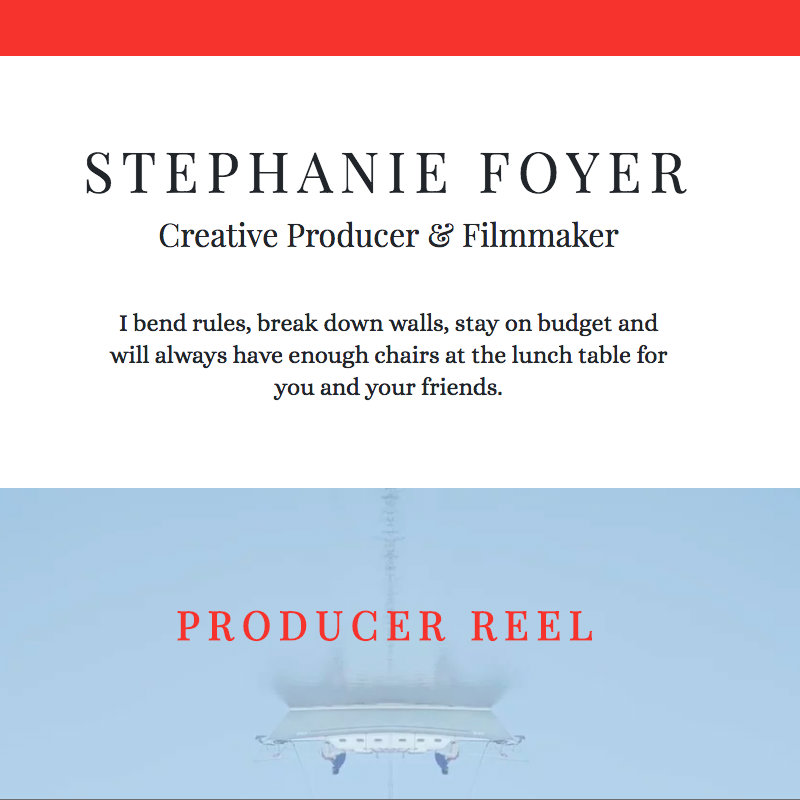 STEPHANIE FOYER
Creative Producer & Filmmaker
I bend rules, break down walls, stay on budget and
will always have enough chairs at the lunch table for
you and your friends.
PRODUCER REEL